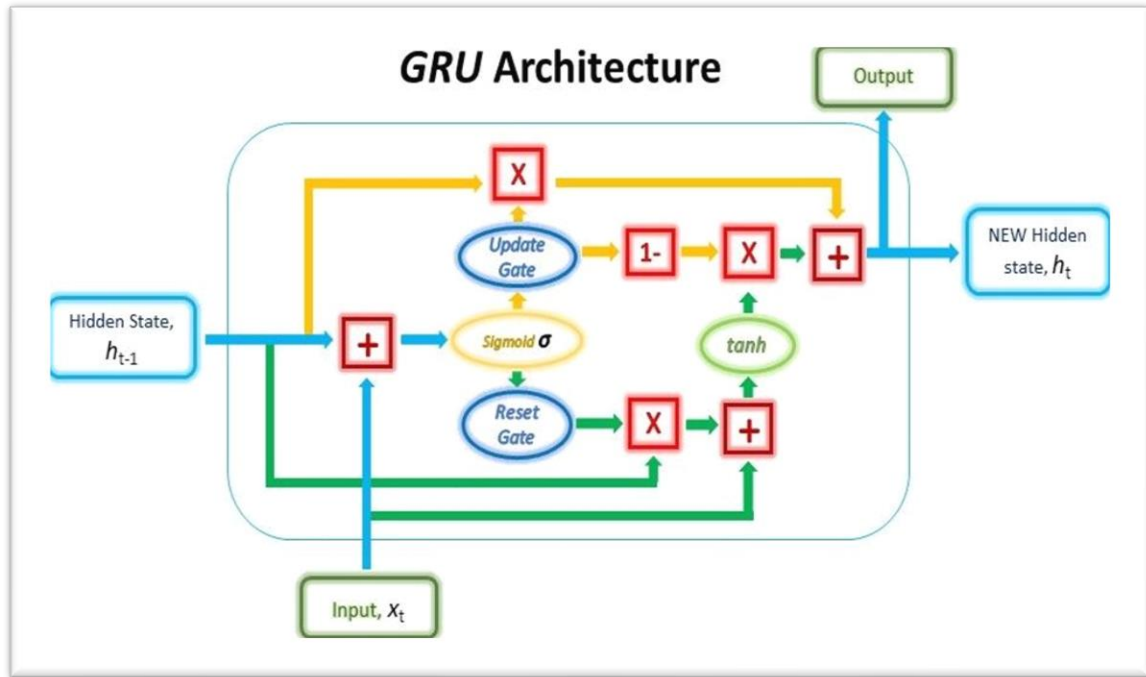 GRU Architecture
Output
X
Update
Gate
1-
X
+
NEW Hidden
state, ht
Hidden State,
ht-1
+
Sigmoid σ
tanh
Reset
Gate
X
+
Input, xt